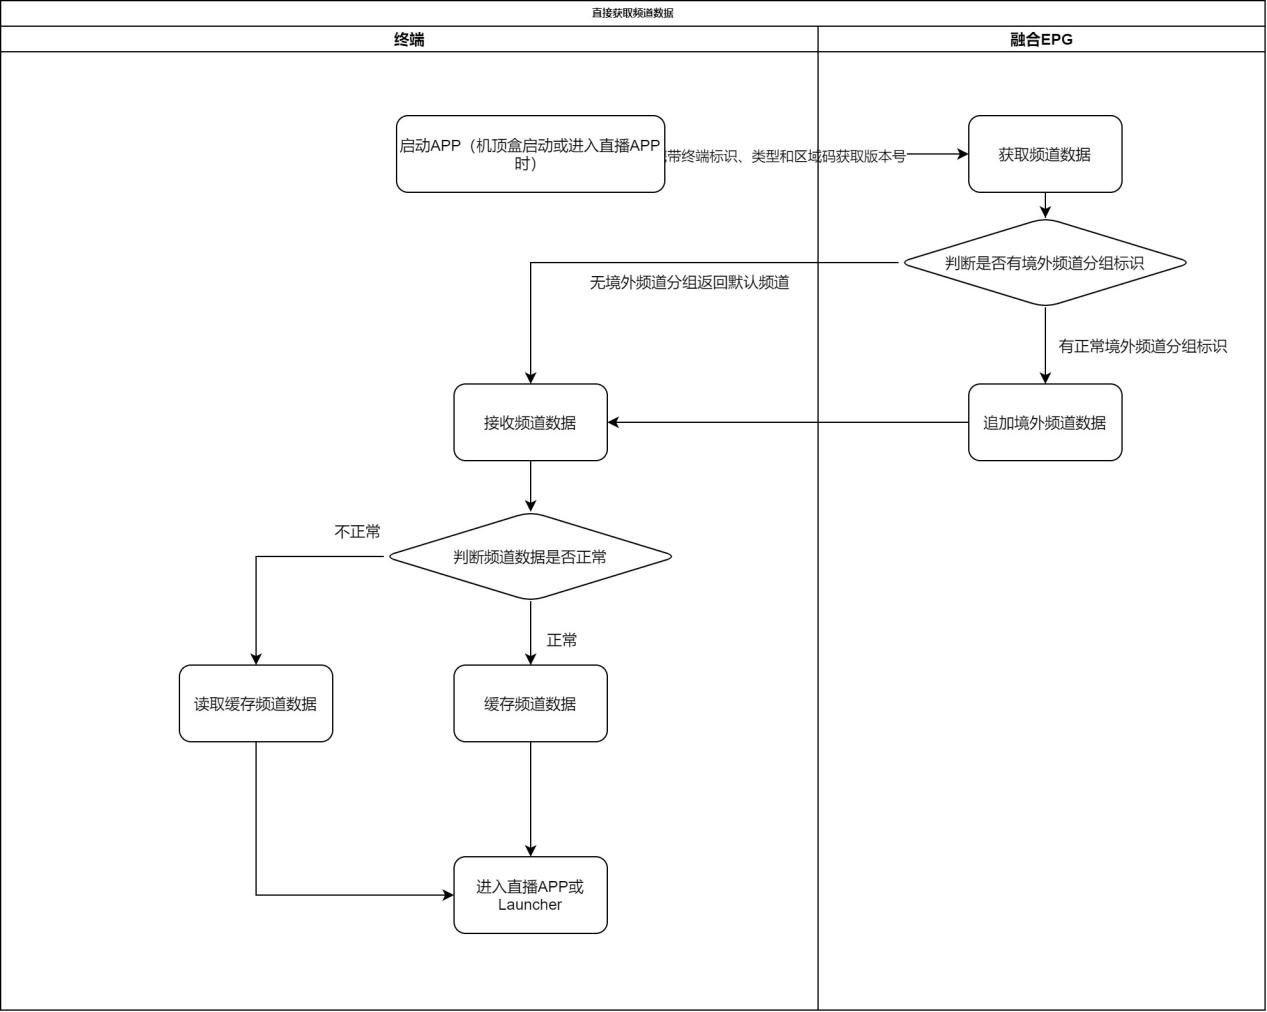 直接获取频道数据
终端
融合EPG
启动APP（机顶盒启动或进入直播APP
时）
带终端标识、类型和区域码获取版本号
获取频道数据
判断是否有境外频道分组标识
无境外频道分组返回默认频道
有正常境外频道分组标识
接收频道数据
追加境外频道数据
不正常
判断频道数据是否正常
正常
读取缓存频道数据
缓存频道数据
进入直播APP或
Launcher